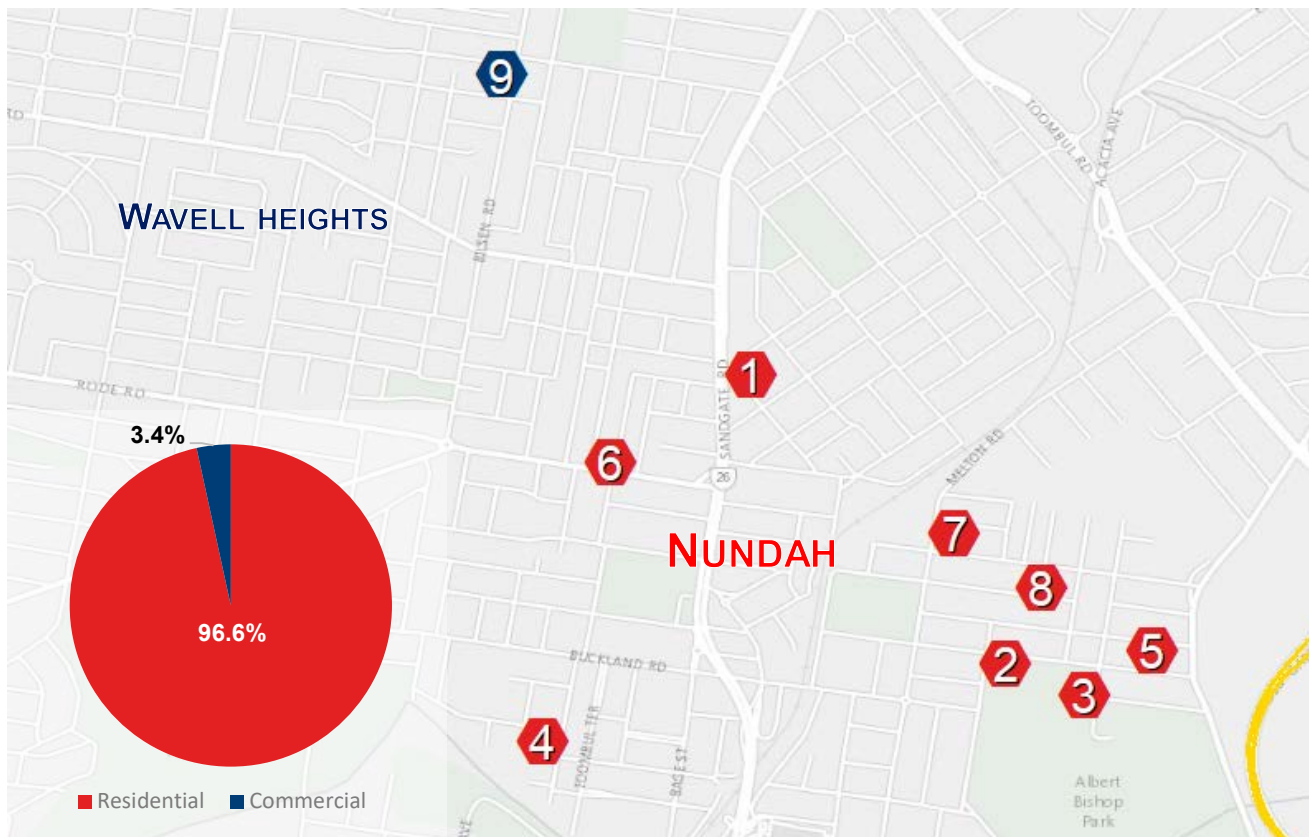 9
TOOMBUL RD
ACACIA AVE
RD
WAVELL HEIGHTS
BILSEN RD
SANDGATE RD
1
RODE RD
3.4%
6
26
MELTON RD
NUNDAH
7
8
96.6%
BUCKLAND RD
2
5
3
4
TOOMBUL TER
BAGE ST
Albert
Bishop
Park
Residential
Commercial
AVE